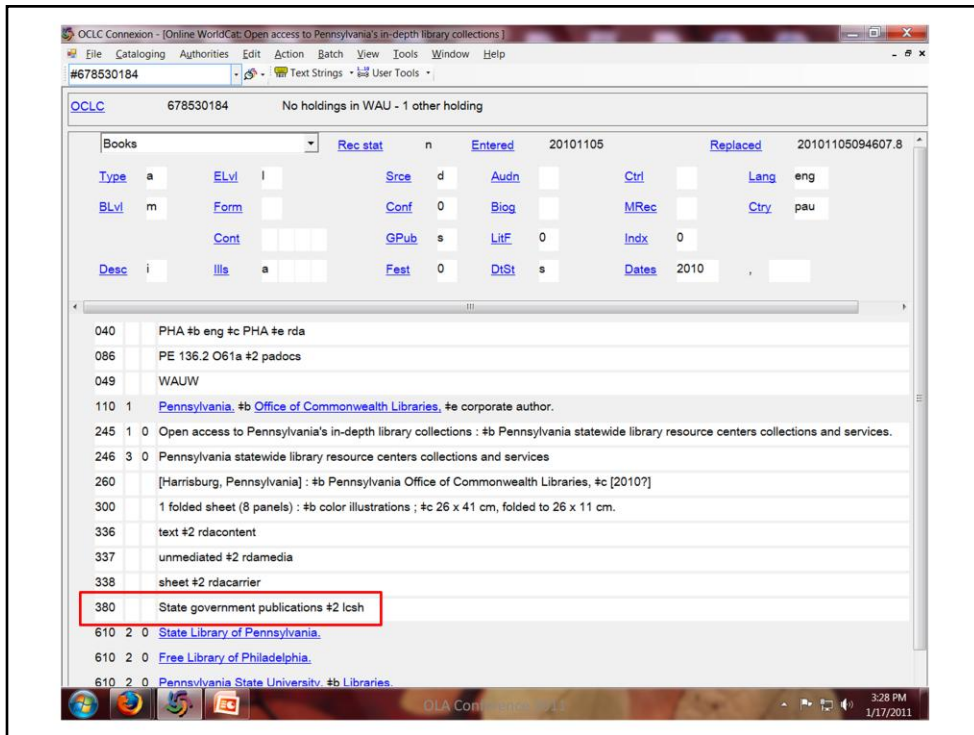 OCLC Connexion - [Online WorldCat: Open access to Pennsylvania's in-depth library collections ]
File Cataloging Authorities Edit Action Batch View Tools Window Help
#678530184 Text Strings User Tools
OCLC 678530184 No holdings in WAU - 1 other holding
Books Rec stat n Entered 20101105 Replaced 20101105094607.8
Type a ELvl I Srce d Audn Ctrl Lang eng
BLvl m Form Conf 0 Biog MRec Ctry pau
Cont GPub s LitF 0 Indx 0
Desc i Ills a Fest 0 DtSt s Dates 2010 ,
040 PHA ‡b eng ‡c PHA ‡e rda
086 PE 136.2 O61a ‡2 padocs
049 WAUW
110 1 Pennsylvania. ‡b Office of Commonwealth Libraries, ‡e corporate author.
245 1 0 Open access to Pennsylvania's in-depth library collections : ‡b Pennsylvania statewide library resource centers collections and services.
246 3 0 Pennsylvania statewide library resource centers collections and services
260 [Harrisburg, Pennsylvania] : ‡b Pennsylvania Office of Commonwealth Libraries, ‡c [2010?]
300 1 folded sheet (8 panels) : ‡b color illustrations ; ‡c 26 x 41 cm, folded to 26 x 11 cm.
336 text ‡2 rdacontent
337 unmediated ‡2 rdamedia
338 sheet ‡2 rdacarrier
380 State government publications ‡2 lcsh
610 2 0 State Library of Pennsylvania.
610 2 0 Free Library of Philadelphia.
610 2 0 Pennsylvania State University. ‡b Libraries.
OLA Conference 2011
3:28 PM
1/17/2011